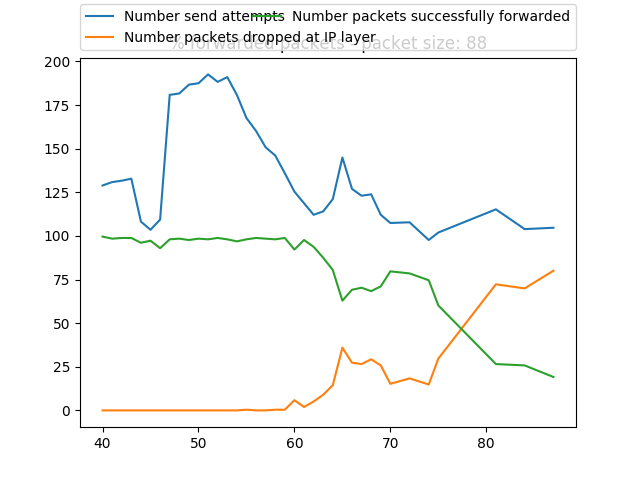 Number send attempts Number packets successfully forwarded
Number packets dropped at IP layer
% forwarded packets - packet size: 88
200
175
150
125
100
75
50
25
0
40 50 60 70 80